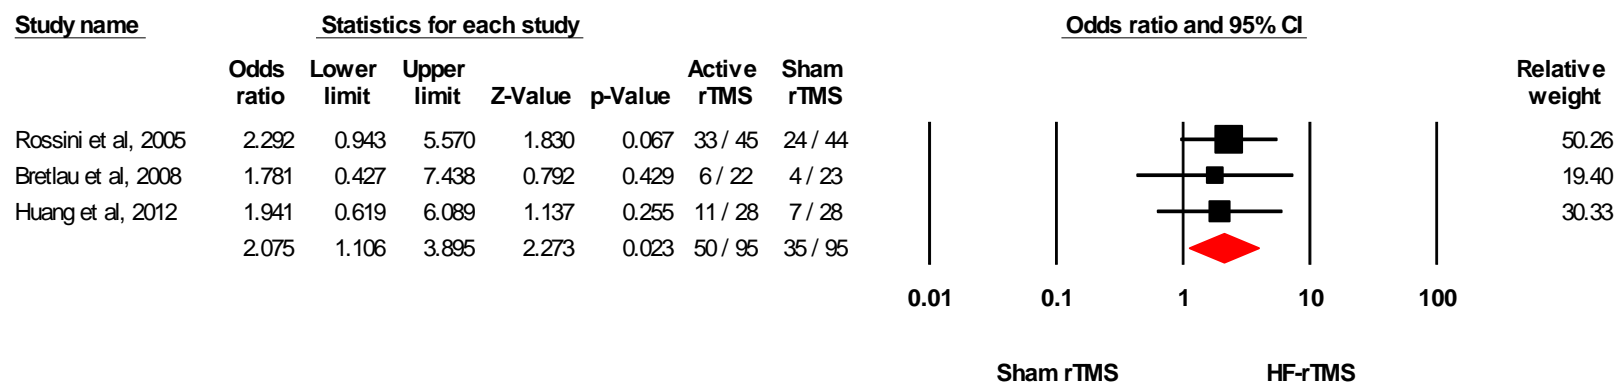 Study name Statistics for each study Odds ratio and 95% CI
Odds Lower Upper Active Sham Relative
ratio limit limit Z-Value p-Value rTMS rTMS weight
Rossini et al, 2005 2.292 0.943 5.570 1.830 0.067 33 / 45 24 / 44 50.26
Bretlau et al, 2008 1.781 0.427 7.438 0.792 0.429 6 / 22 4 / 23 19.40
Huang et al, 2012 1.941 0.619 6.089 1.137 0.255 11 / 28 7 / 28 30.33
2.075 1.106 3.895 2.273 0.023 50 / 95 35 / 95
0.01 0.1 1 10 100
Sham rTMS HF-rTMS